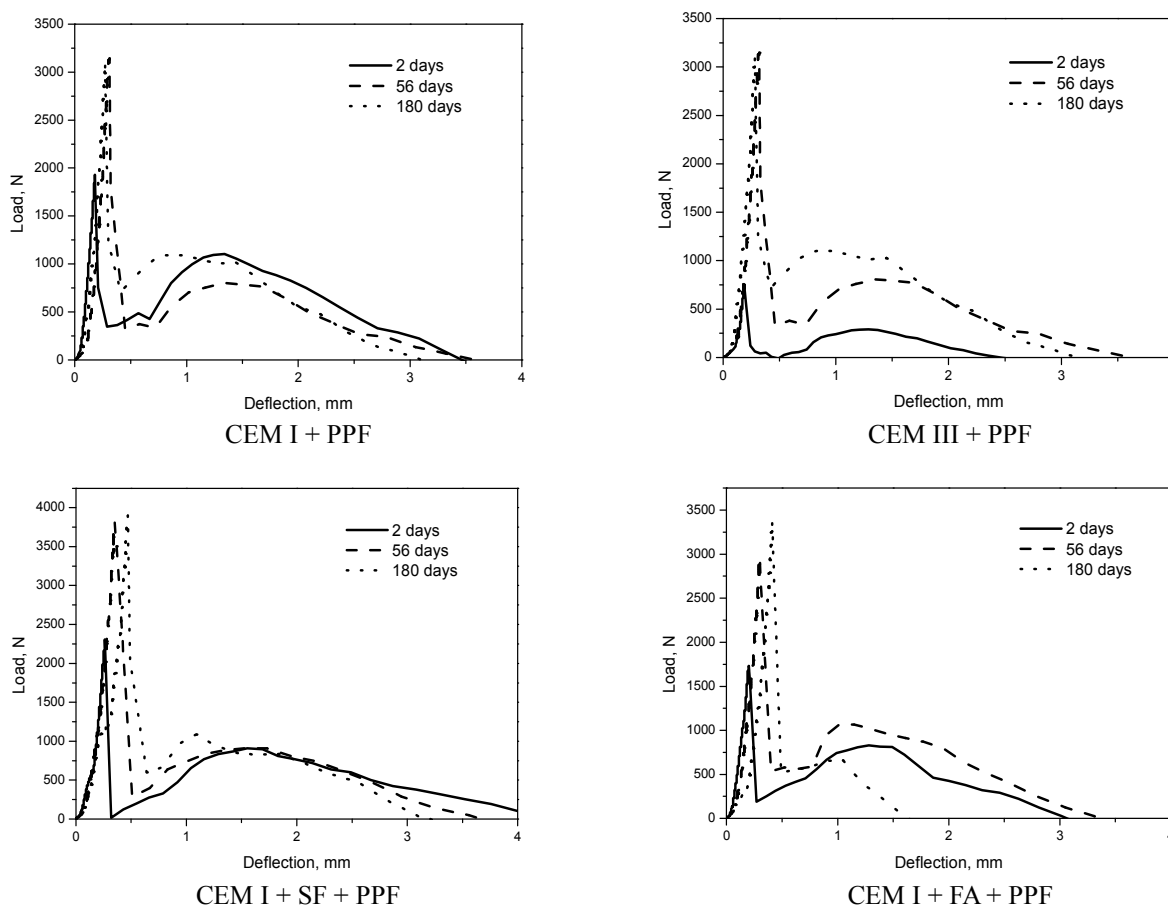 3500
3000
2500
2000
1500
1000
500
0
Load, N
2 days
56 days
180 days
0
1
2
3
4
Deflection, mm
CEM I + PPF
3500
3000
2500
2000
1500
1000
500
0
Load, N
2 days
56 days
180 days
0
1
2
3
Deflection, mm
CEM III + PPF
4000
3500
3000
2500
2000
1500
1000
500
0
Load, N
2 days
56 days
180 days
0
1
2
3
4
Deflection, mm
CEM I + SF + PPF
3500
3000
2500
2000
1500
1000
500
0
Load, N
2 days
56 days
180 days
0
1
2
3
Deflection, mm
CEM I + FA + PPF